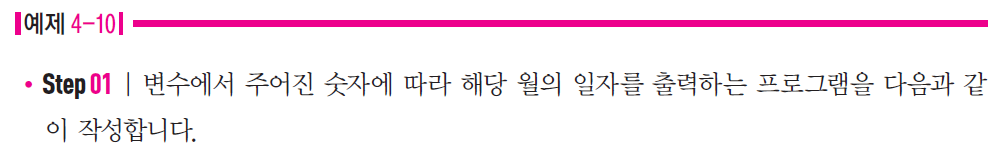 예제 4-10
• Step 01 | 변수에서 주어진 숫자에 따라 해당 월의 일자를 출력하는 프로그램을 다음과 같
이 작성합니다.